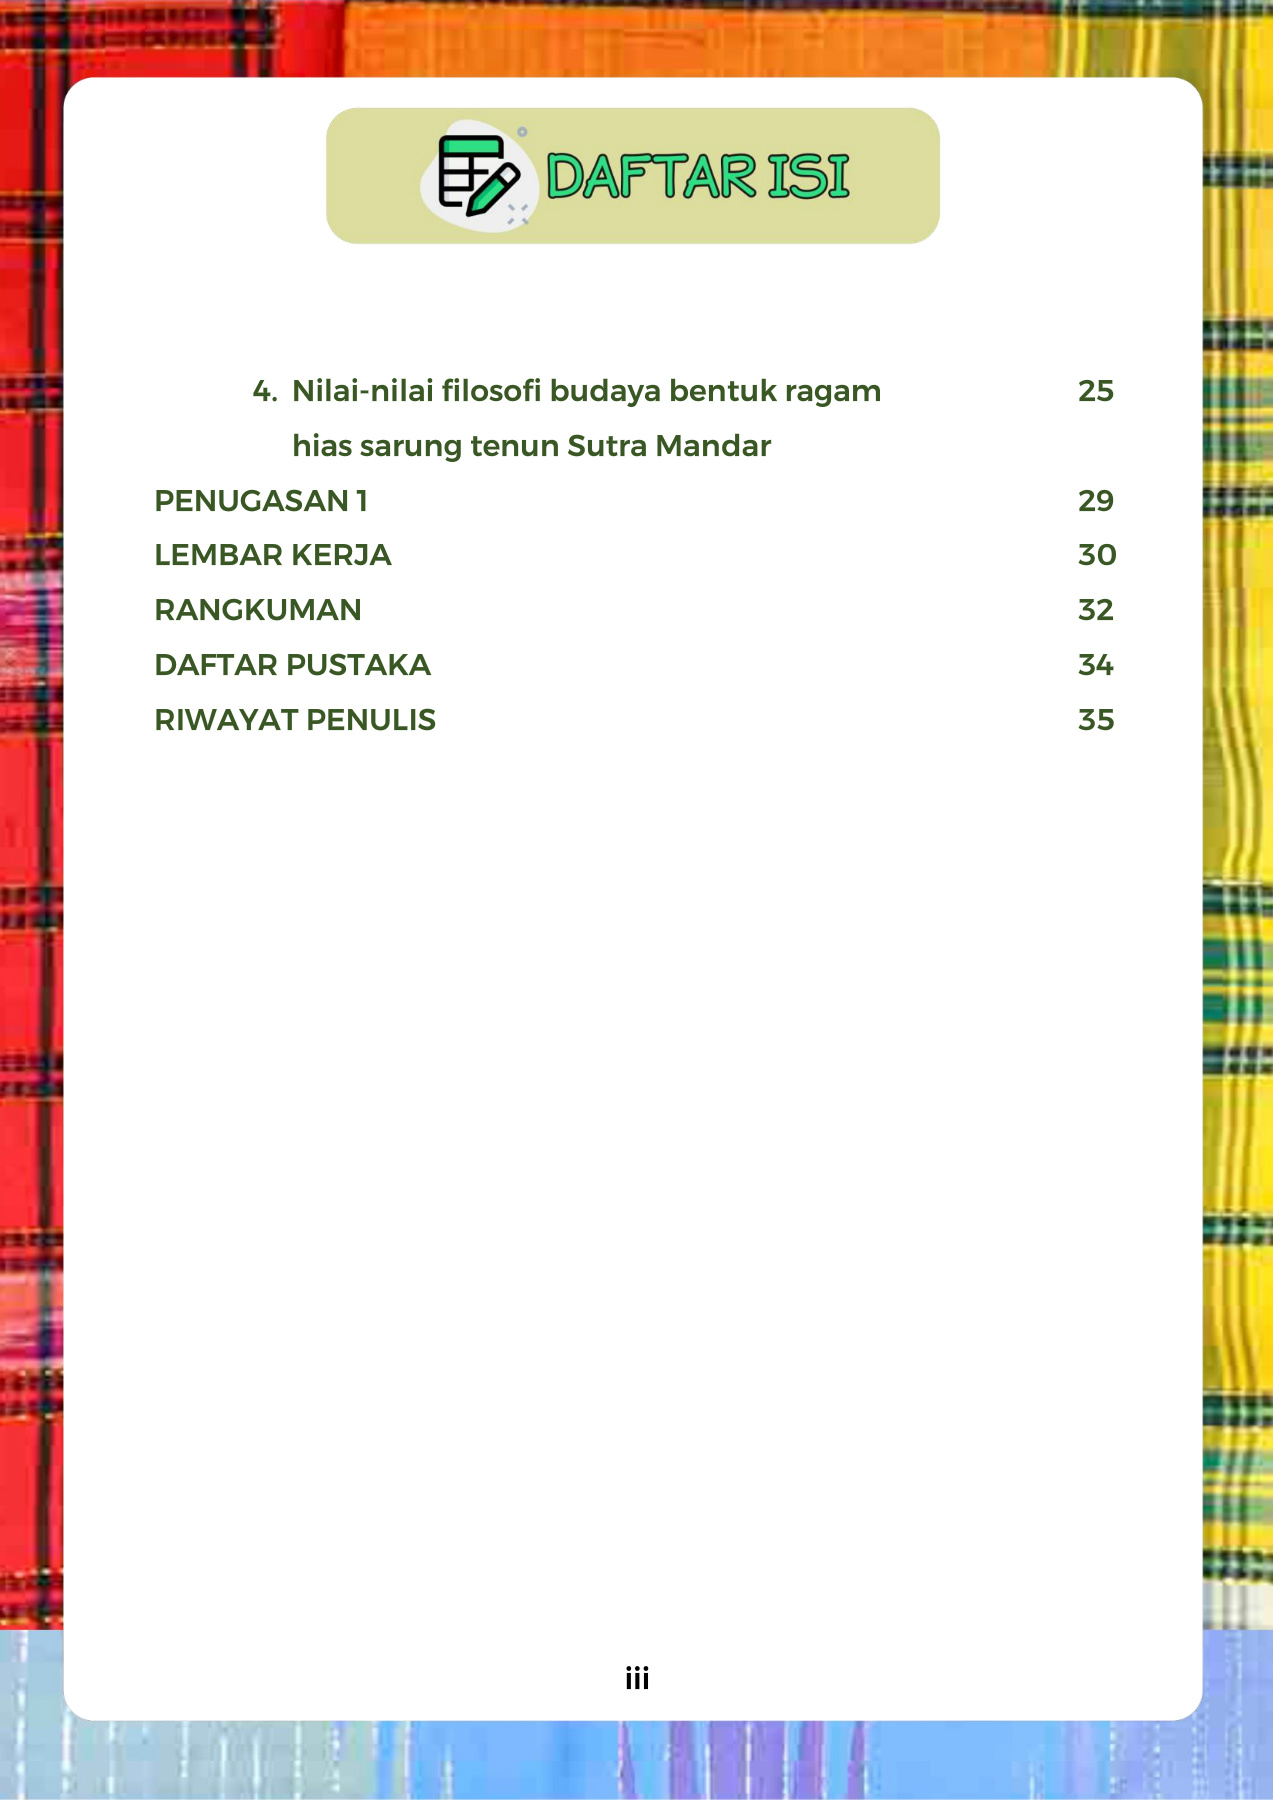 DAFTAR ISI
4. Nilai-nilai filosofi budaya bentuk ragam 25
hias sarung tenun Sutra Mandar
PENUGASAN 1 29
LEMBAR KERJA 30
RANGKUMAN 32
DAFTAR PUSTAKA 34
RIWAYAT PENULIS 35
iii